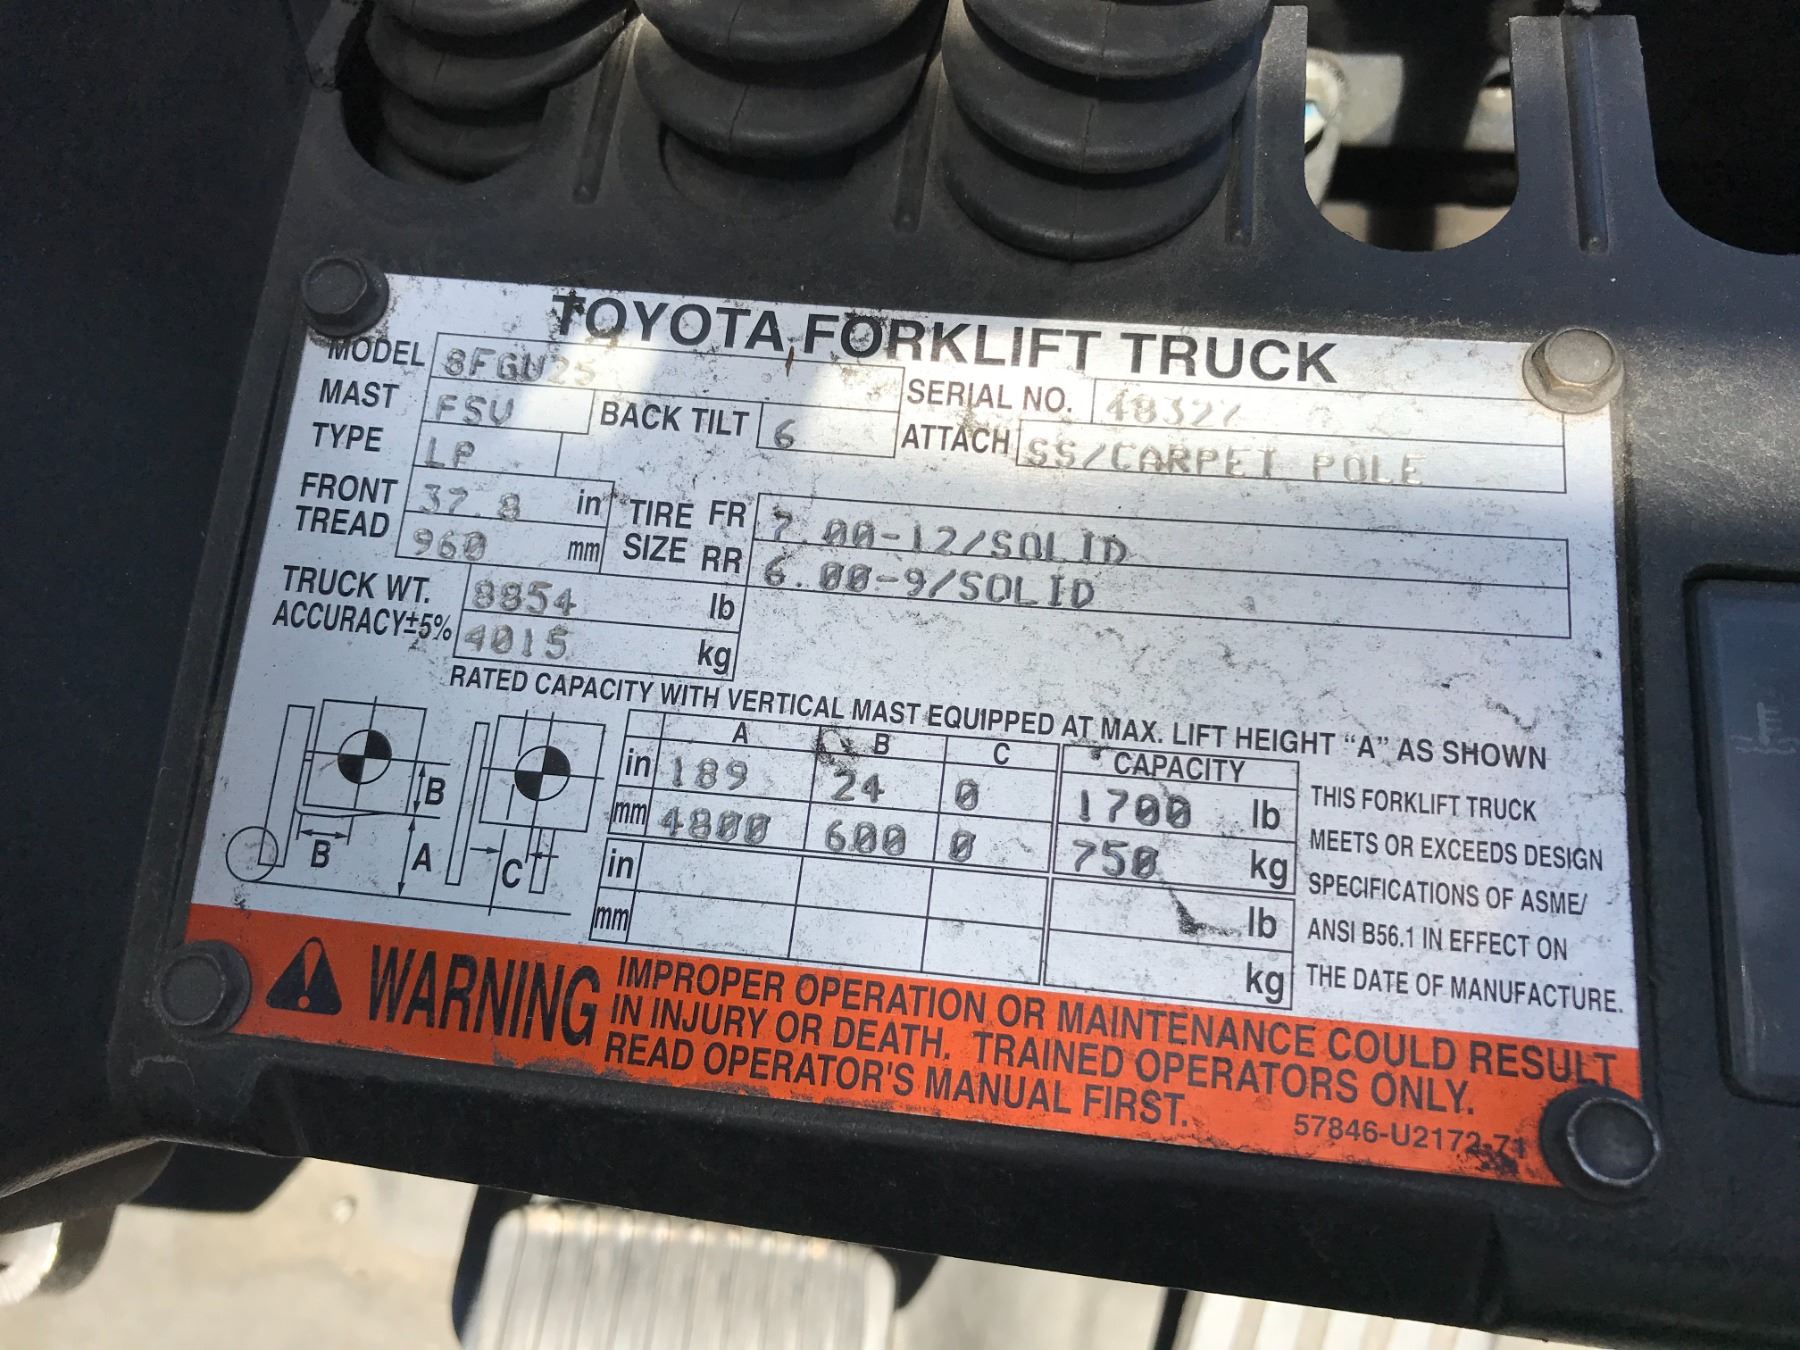 TOYOTA FORKLIFT TRUCK
MODEL 8FGU25 SERIAL NO. 48327
MAST FSV BACK TILT 6 ATTACH SS/CARPET POLE
TYPE LP
FRONT TREAD 37.8 in TIRE SIZE FR 7.00-12/SOLID
960 mm RR 6.00-9/SOLID
TRUCK WT. 8854 lb
ACCURACY±5% 4015 kg
RATED CAPACITY WITH VERTICAL MAST EQUIPPED AT MAX. LIFT HEIGHT "A" AS SHOWN
A B C CAPACITY
in 189 24 0 1700 lb
mm 4800 600 0 750 kg
in lb
mm kg
B
B A C
THIS FORKLIFT TRUCK
MEETS OR EXCEEDS DESIGN
SPECIFICATIONS OF ASME/
ANSI B56.1 IN EFFECT ON
THE DATE OF MANUFACTURE.
WARNING IMPROPER OPERATION OR MAINTENANCE COULD RESULT
IN INJURY OR DEATH. TRAINED OPERATORS ONLY.
READ OPERATOR'S MANUAL FIRST.
57846-U2172-71